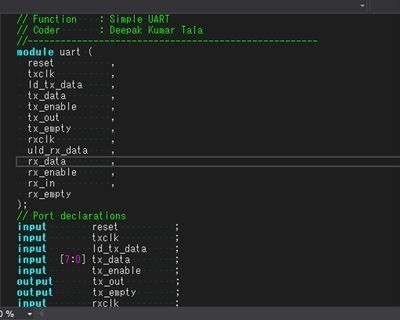 // Function : Simple UART
// Coder : Deepak Kumar Tala
//-----------------------------------------------------
module uart (
reset ,
txclk ,
ld_tx_data ,
tx_data ,
tx_enable ,
tx_out ,
tx_empty ,
rxclk ,
uld_rx_data ,
rx_data ,
rx_enable ,
rx_in ,
rx_empty
);
// Port declarations
input reset ;
input txclk ;
input ld_tx_data ;
input [7:0] tx_data ;
input tx_enable ;
output tx_out ;
output tx_empty ;
input rxclk ;
0 %